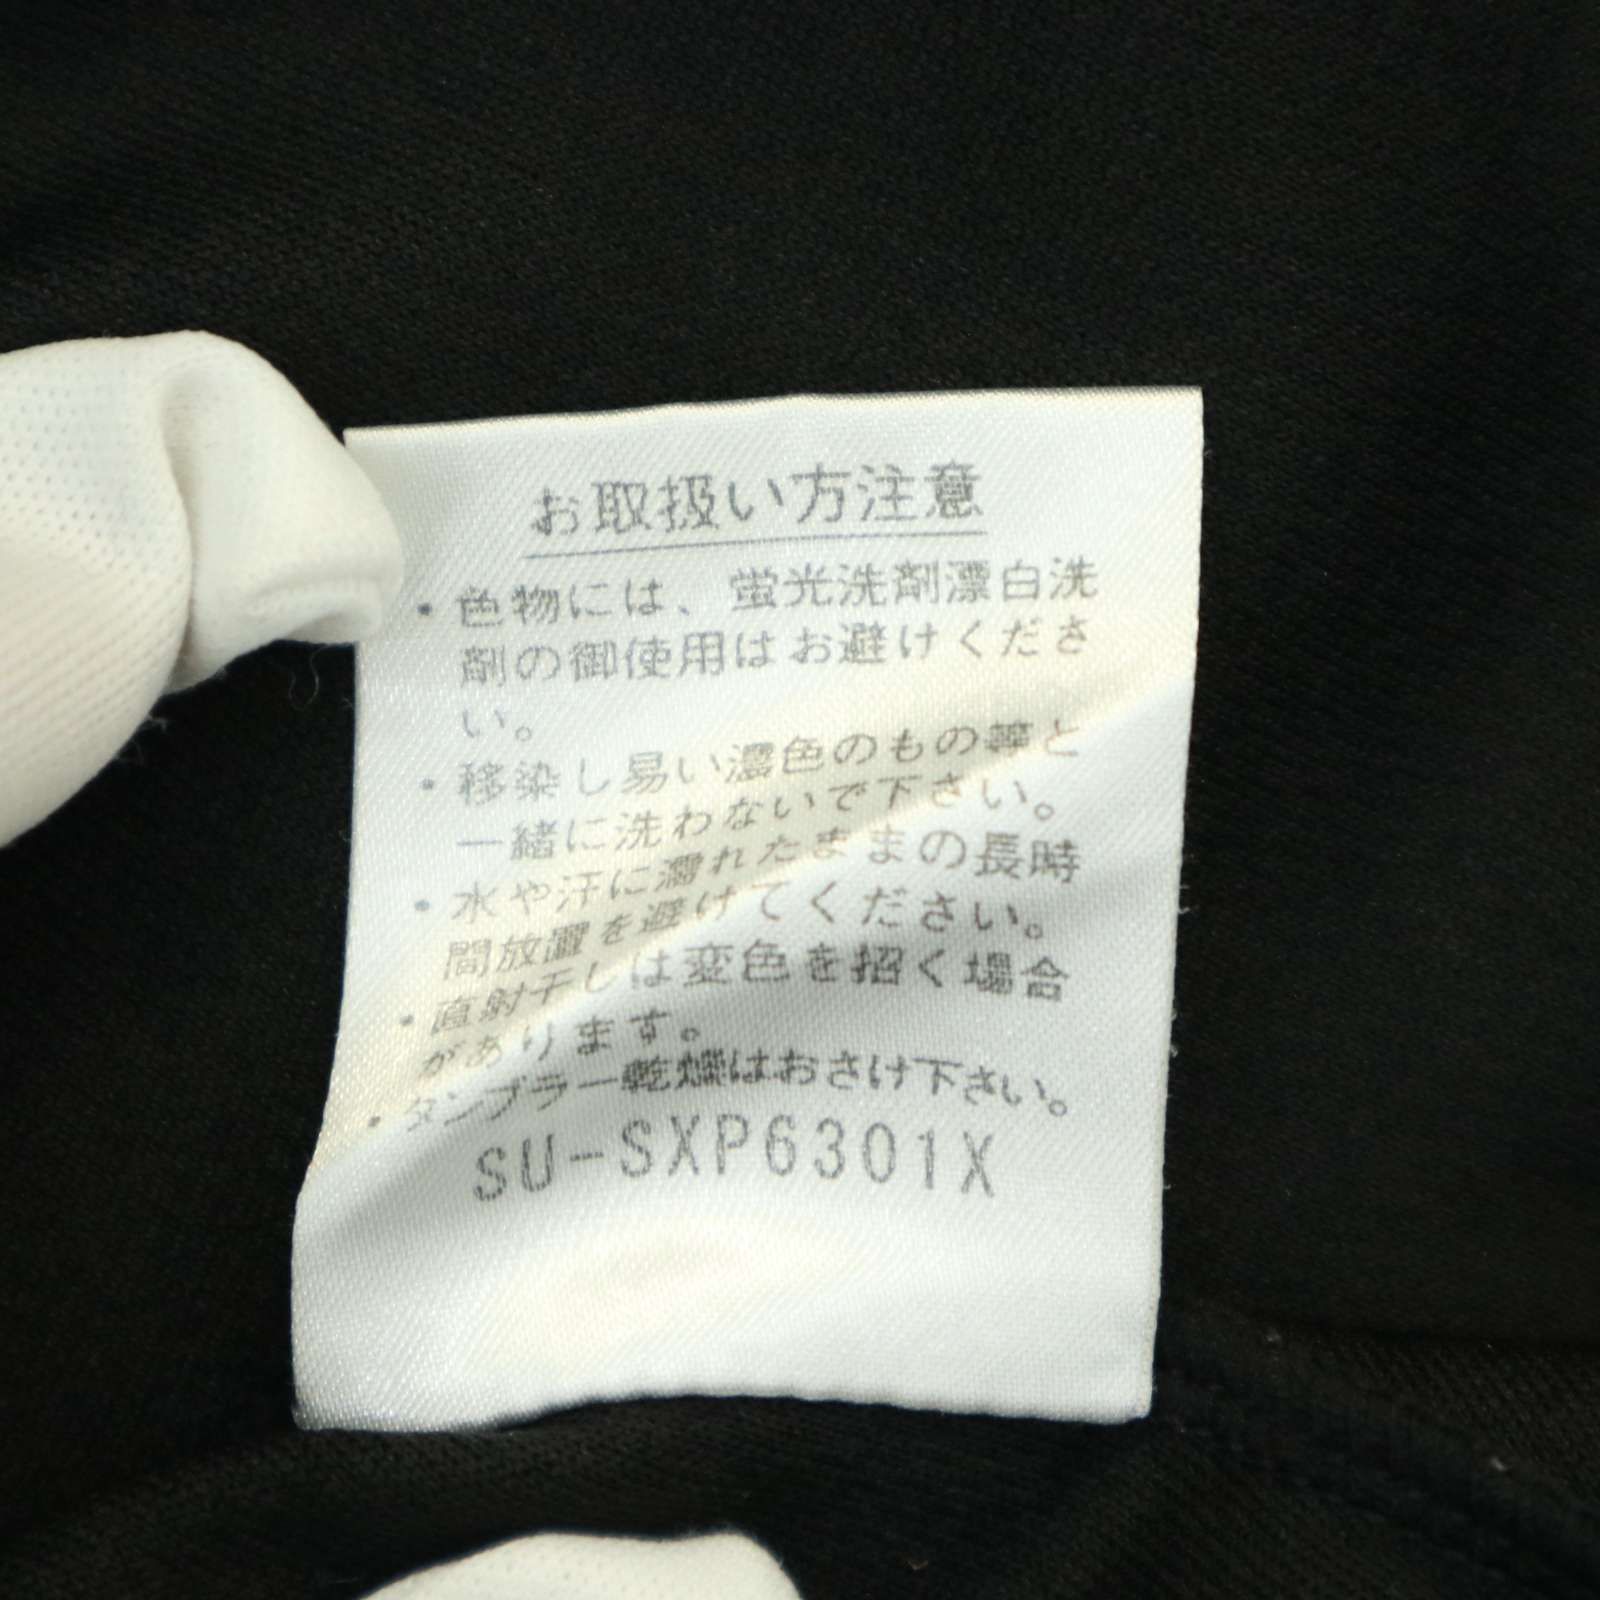 お取扱い方注意
・色物には、蛍光洗剤漂白洗
剤の御使用はお避けくださ
い。
・移染し易い濃色のもの等と
一緒に洗わないで下さい。
・水や汗に濡れたままの長時
間放置を避けてください。
・直射干しは変色を招く場合
があります。
・タンブラー乾燥はおさけ下さい。
SU-SXP6301X